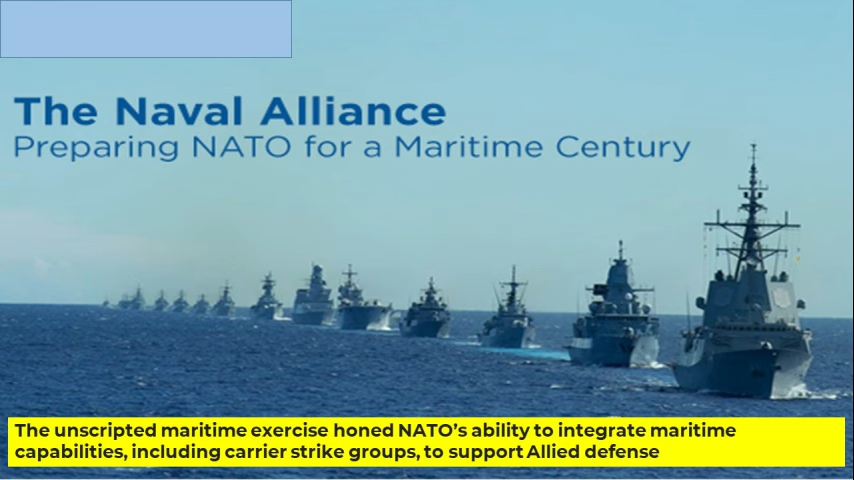 The Naval Alliance
Preparing NATO for a Maritime Century
The unscripted maritime exercise honed NATO’s ability to integrate maritime
capabilities, including carrier strike groups, to support Allied defense